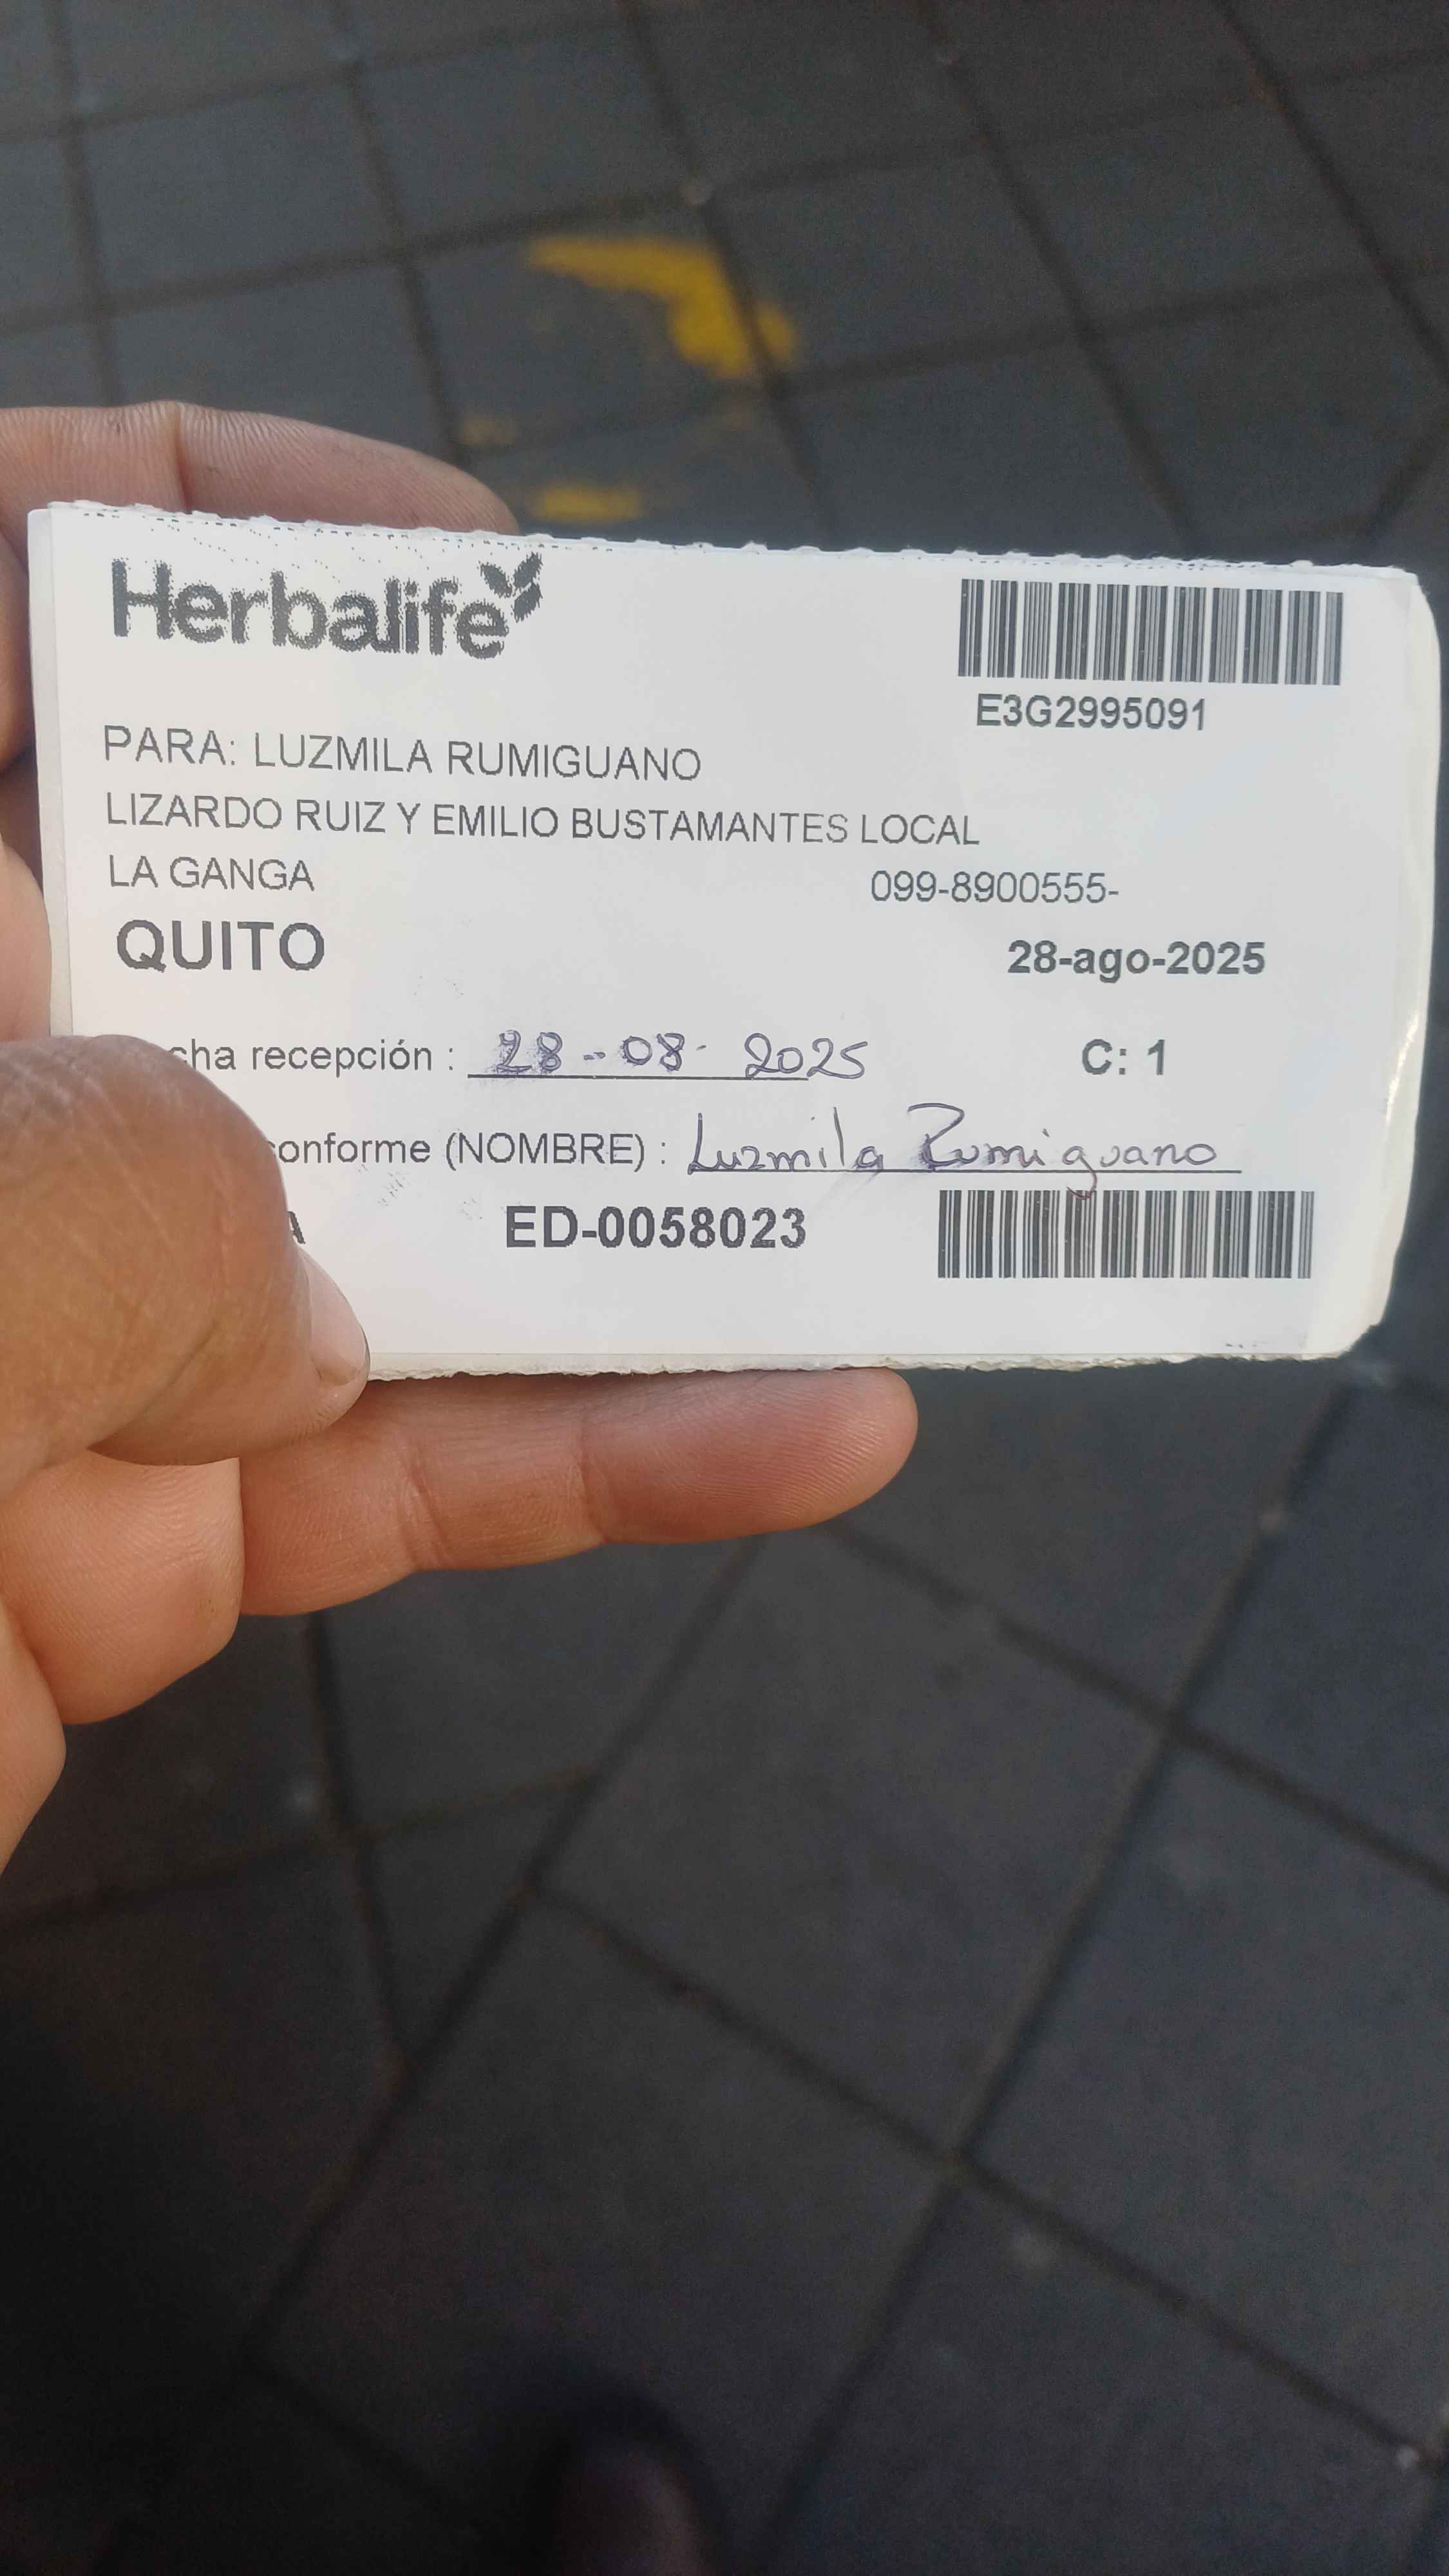 Herbalife
E3G2995091
PARA: LUZMILA RUMIGUANO
LIZARDO RUIZ Y EMILIO BUSTAMANTES LOCAL
LA GANGA 099-8900555-
QUITO 28-ago-2025
cha recepción : 28-08-2025 C: 1
conforme (NOMBRE) : Luzmila Rumiguano
A ED-0058023